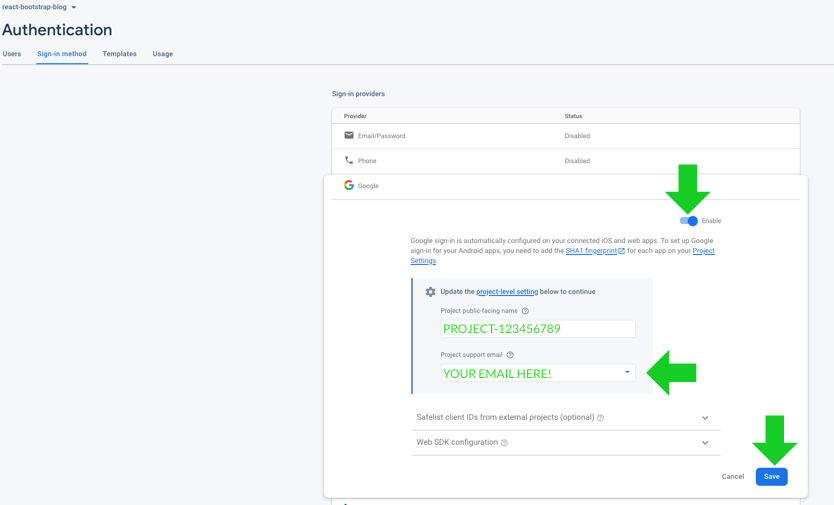 react-bootstrap-blog
Authentication
Users Sign-in method Templates Usage
Sign-in providers
Provider Status
Email/Password Disabled
Phone Disabled
Google
Enable
Google sign-in is automatically configured on your connected iOS and web apps. To set up Google
sign-in for your Android apps, you need to add the SHA1 fingerprint for each app on your Project
Settings.
Update the project-level setting below to continue
Project public-facing name
PROJECT-123456789
Project support email
YOUR EMAIL HERE!
Safelist client IDs from external projects (optional)
Web SDK configuration
Cancel Save